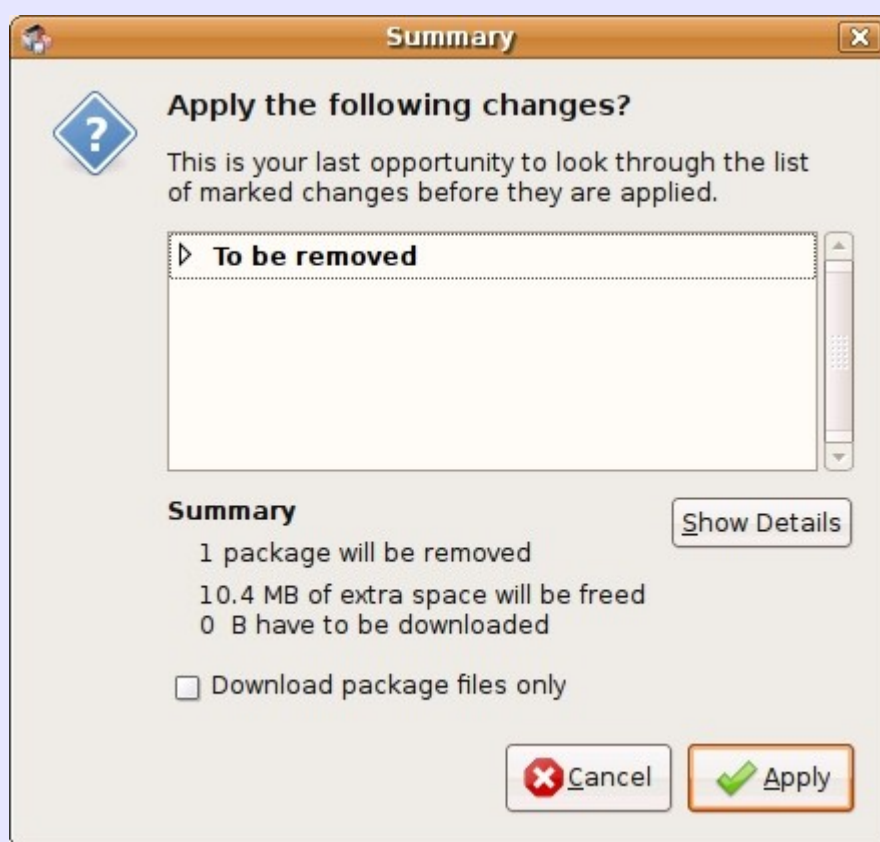 Summary
Apply the following changes?
This is your last opportunity to look through the list
of marked changes before they are applied.
To be removed
Summary
Show Details
1 package will be removed
10.4 MB of extra space will be freed
0 B have to be downloaded
Download package files only
Cancel
Apply